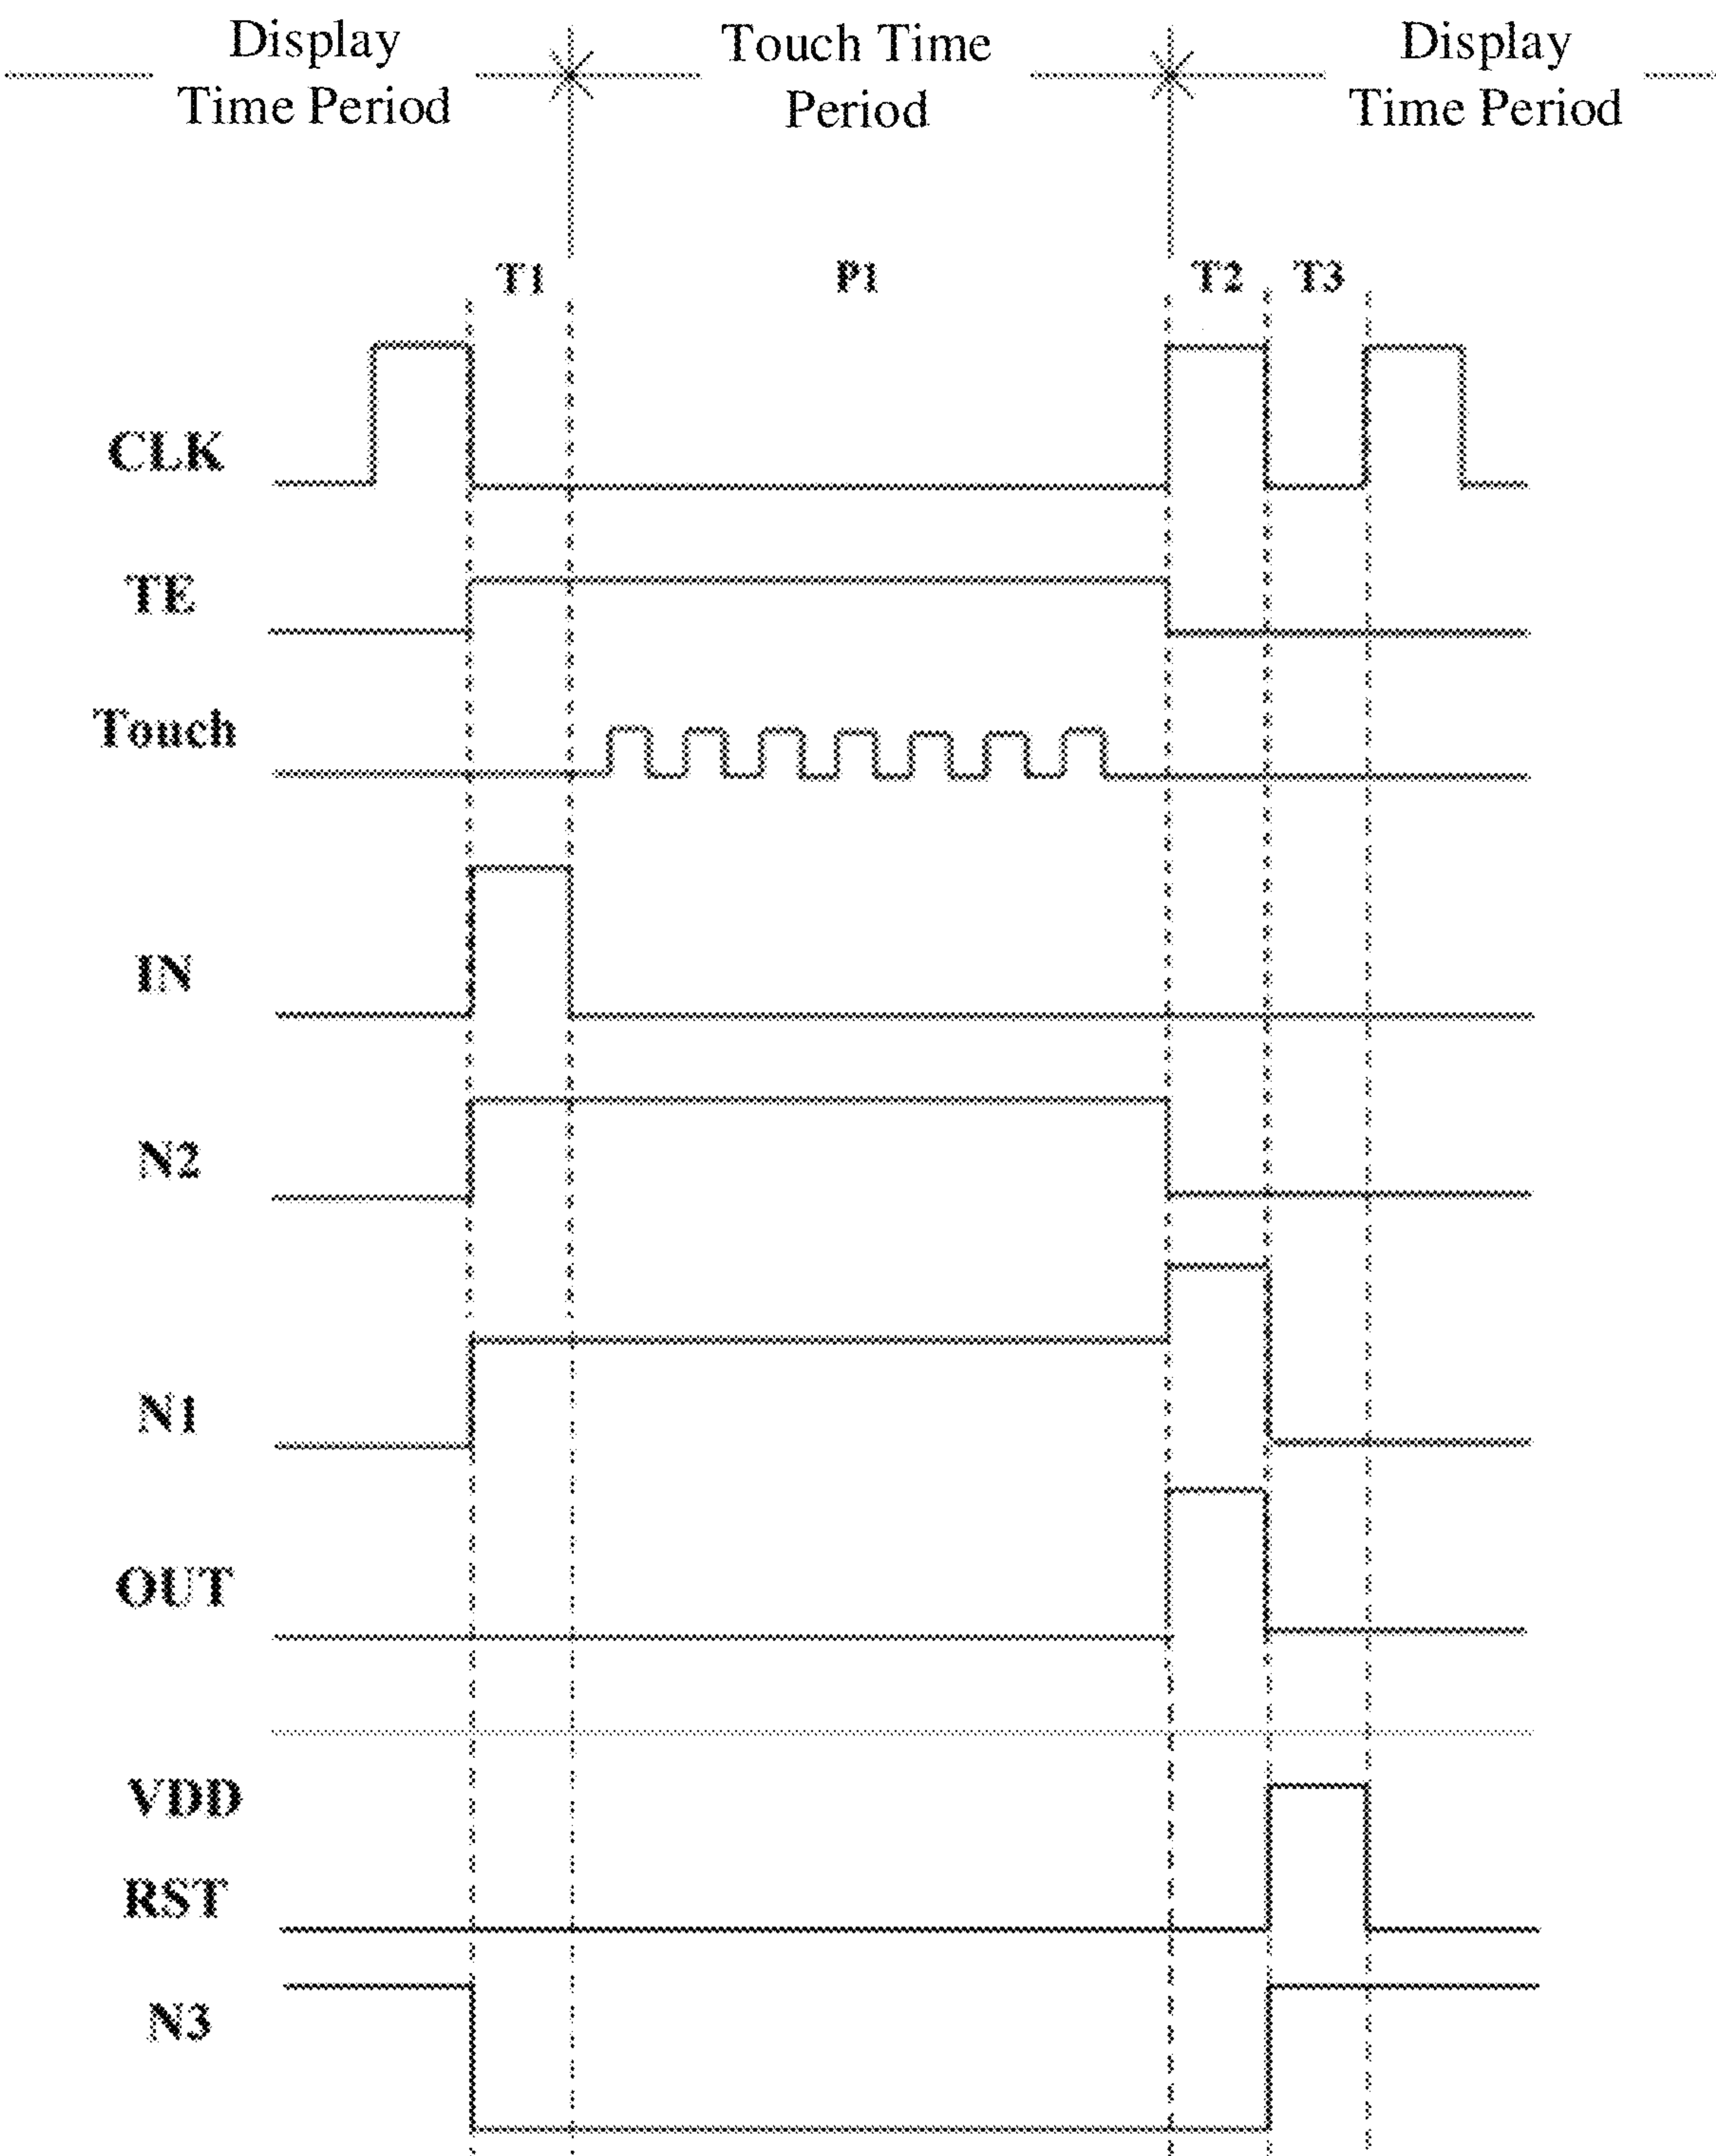 Display
Time Period
Touch Time
Period
Display
Time Period
T1
P1
T2
T3
CLK
TE
Touch
IN
N2
N1
OUT
VDD
RST
N3